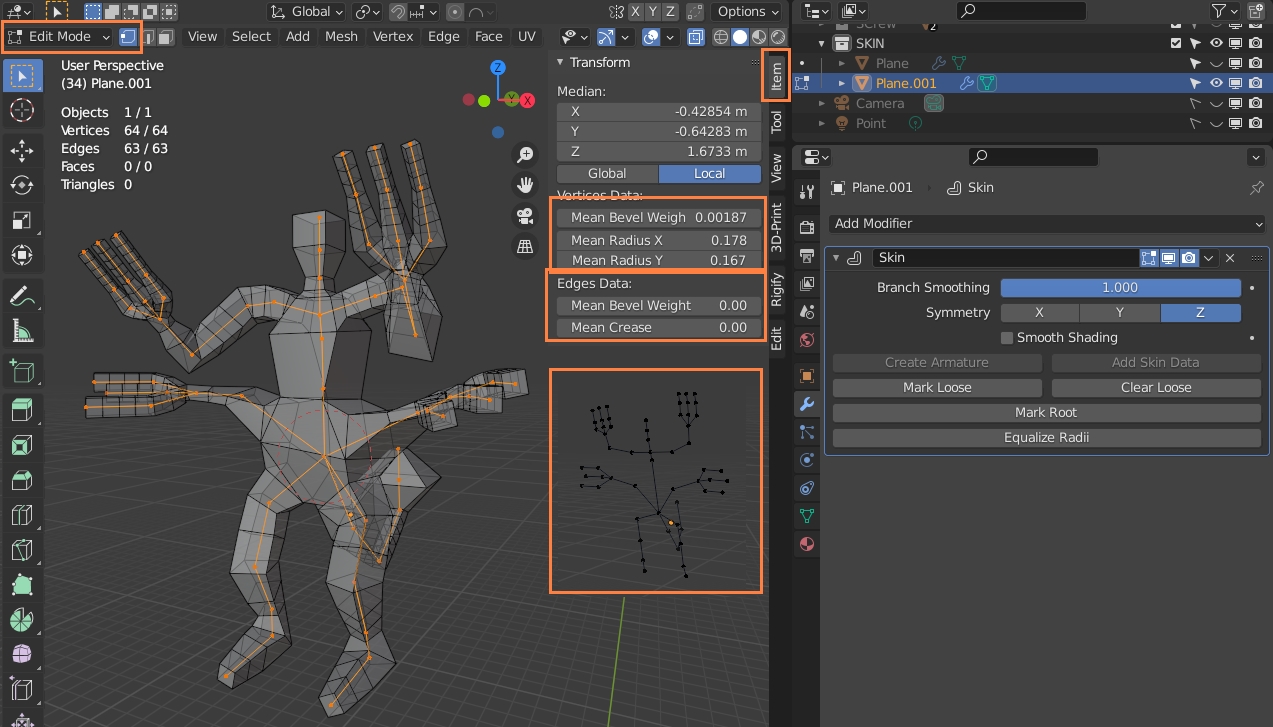 Global
X Y Z
Options
Edit Mode
View Select Add Mesh Vertex Edge Face UV
User Perspective
(34) Plane.001
Objects 1 / 1
Vertices 64 / 64
Edges 63 / 63
Faces 0 / 0
Triangles 0
Z
Y
X
Transform
Median:
X -0.42854 m
Y -0.64283 m
Z 1.6733 m
Global Local
Vertices Data:
Mean Bevel Weigh 0.00187
Mean Radius X 0.178
Mean Radius Y 0.167
Edges Data:
Mean Bevel Weight 0.00
Mean Crease 0.00
Item
Tool
View
3D-Print
Rigify
Edit
Screw
2
SKIN
Plane
Plane.001
Camera
Point
Plane.001 Skin
Add Modifier
Skin
Branch Smoothing 1.000
Symmetry X Y Z
Smooth Shading
Create Armature Add Skin Data
Mark Loose Clear Loose
Mark Root
Equalize Radii